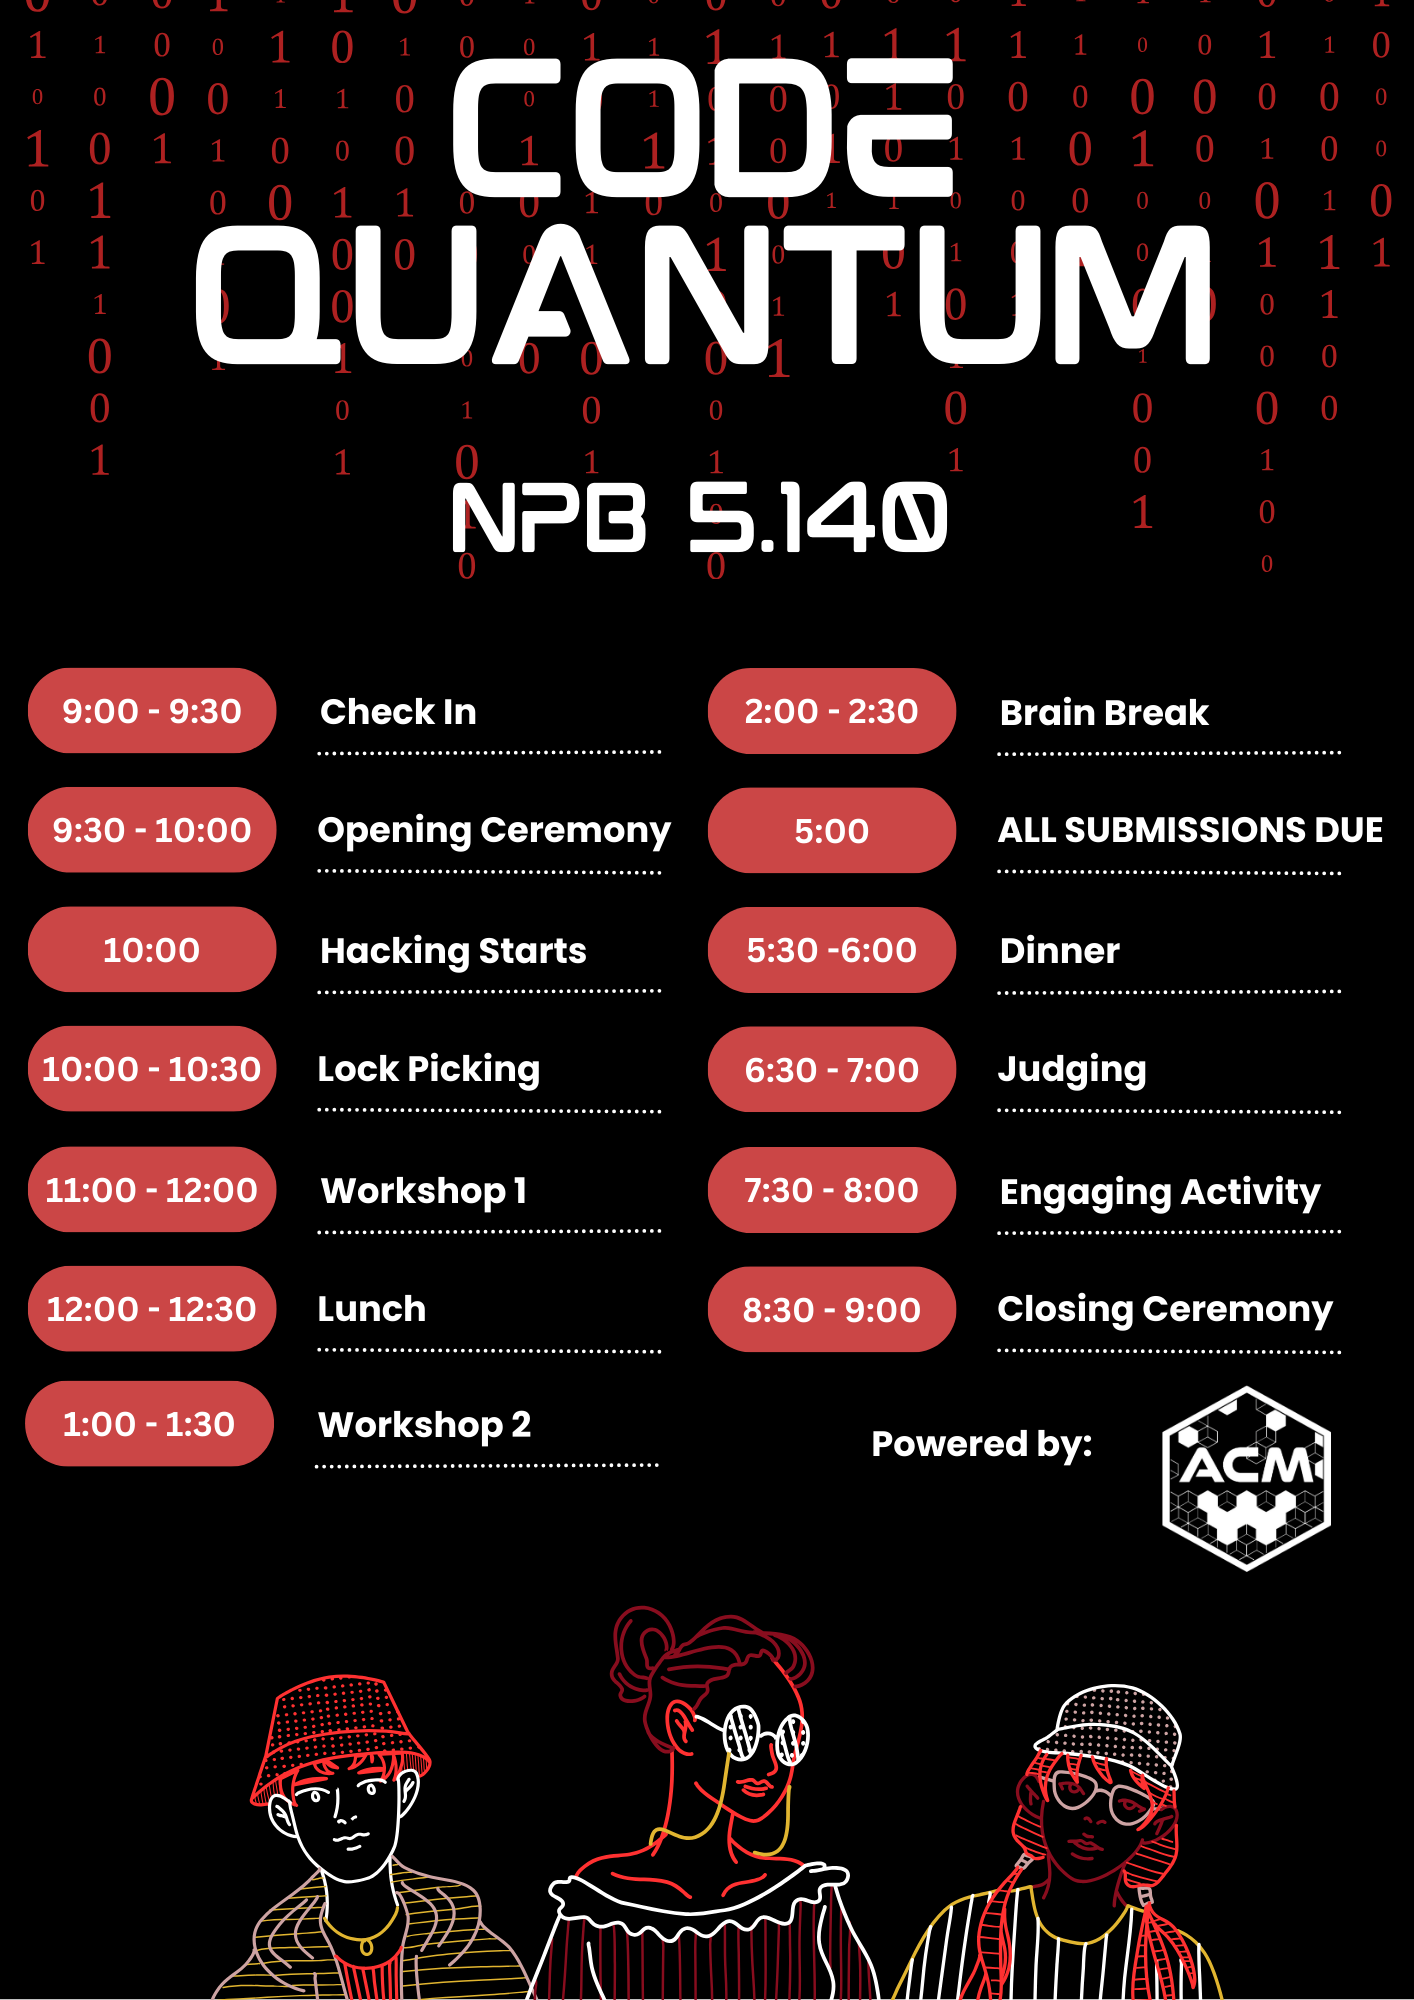 CODE
QUANTUM
NPB 5.140
9:00 - 9:30 Check In
9:30 - 10:00 Opening Ceremony
10:00 Hacking Starts
10:00 - 10:30 Lock Picking
11:00 - 12:00 Workshop 1
12:00 - 12:30 Lunch
1:00 - 1:30 Workshop 2
2:00 - 2:30 Brain Break
5:00 ALL SUBMISSIONS DUE
5:30 -6:00 Dinner
6:30 - 7:00 Judging
7:30 - 8:00 Engaging Activity
8:30 - 9:00 Closing Ceremony
Powered by:
ACM
W